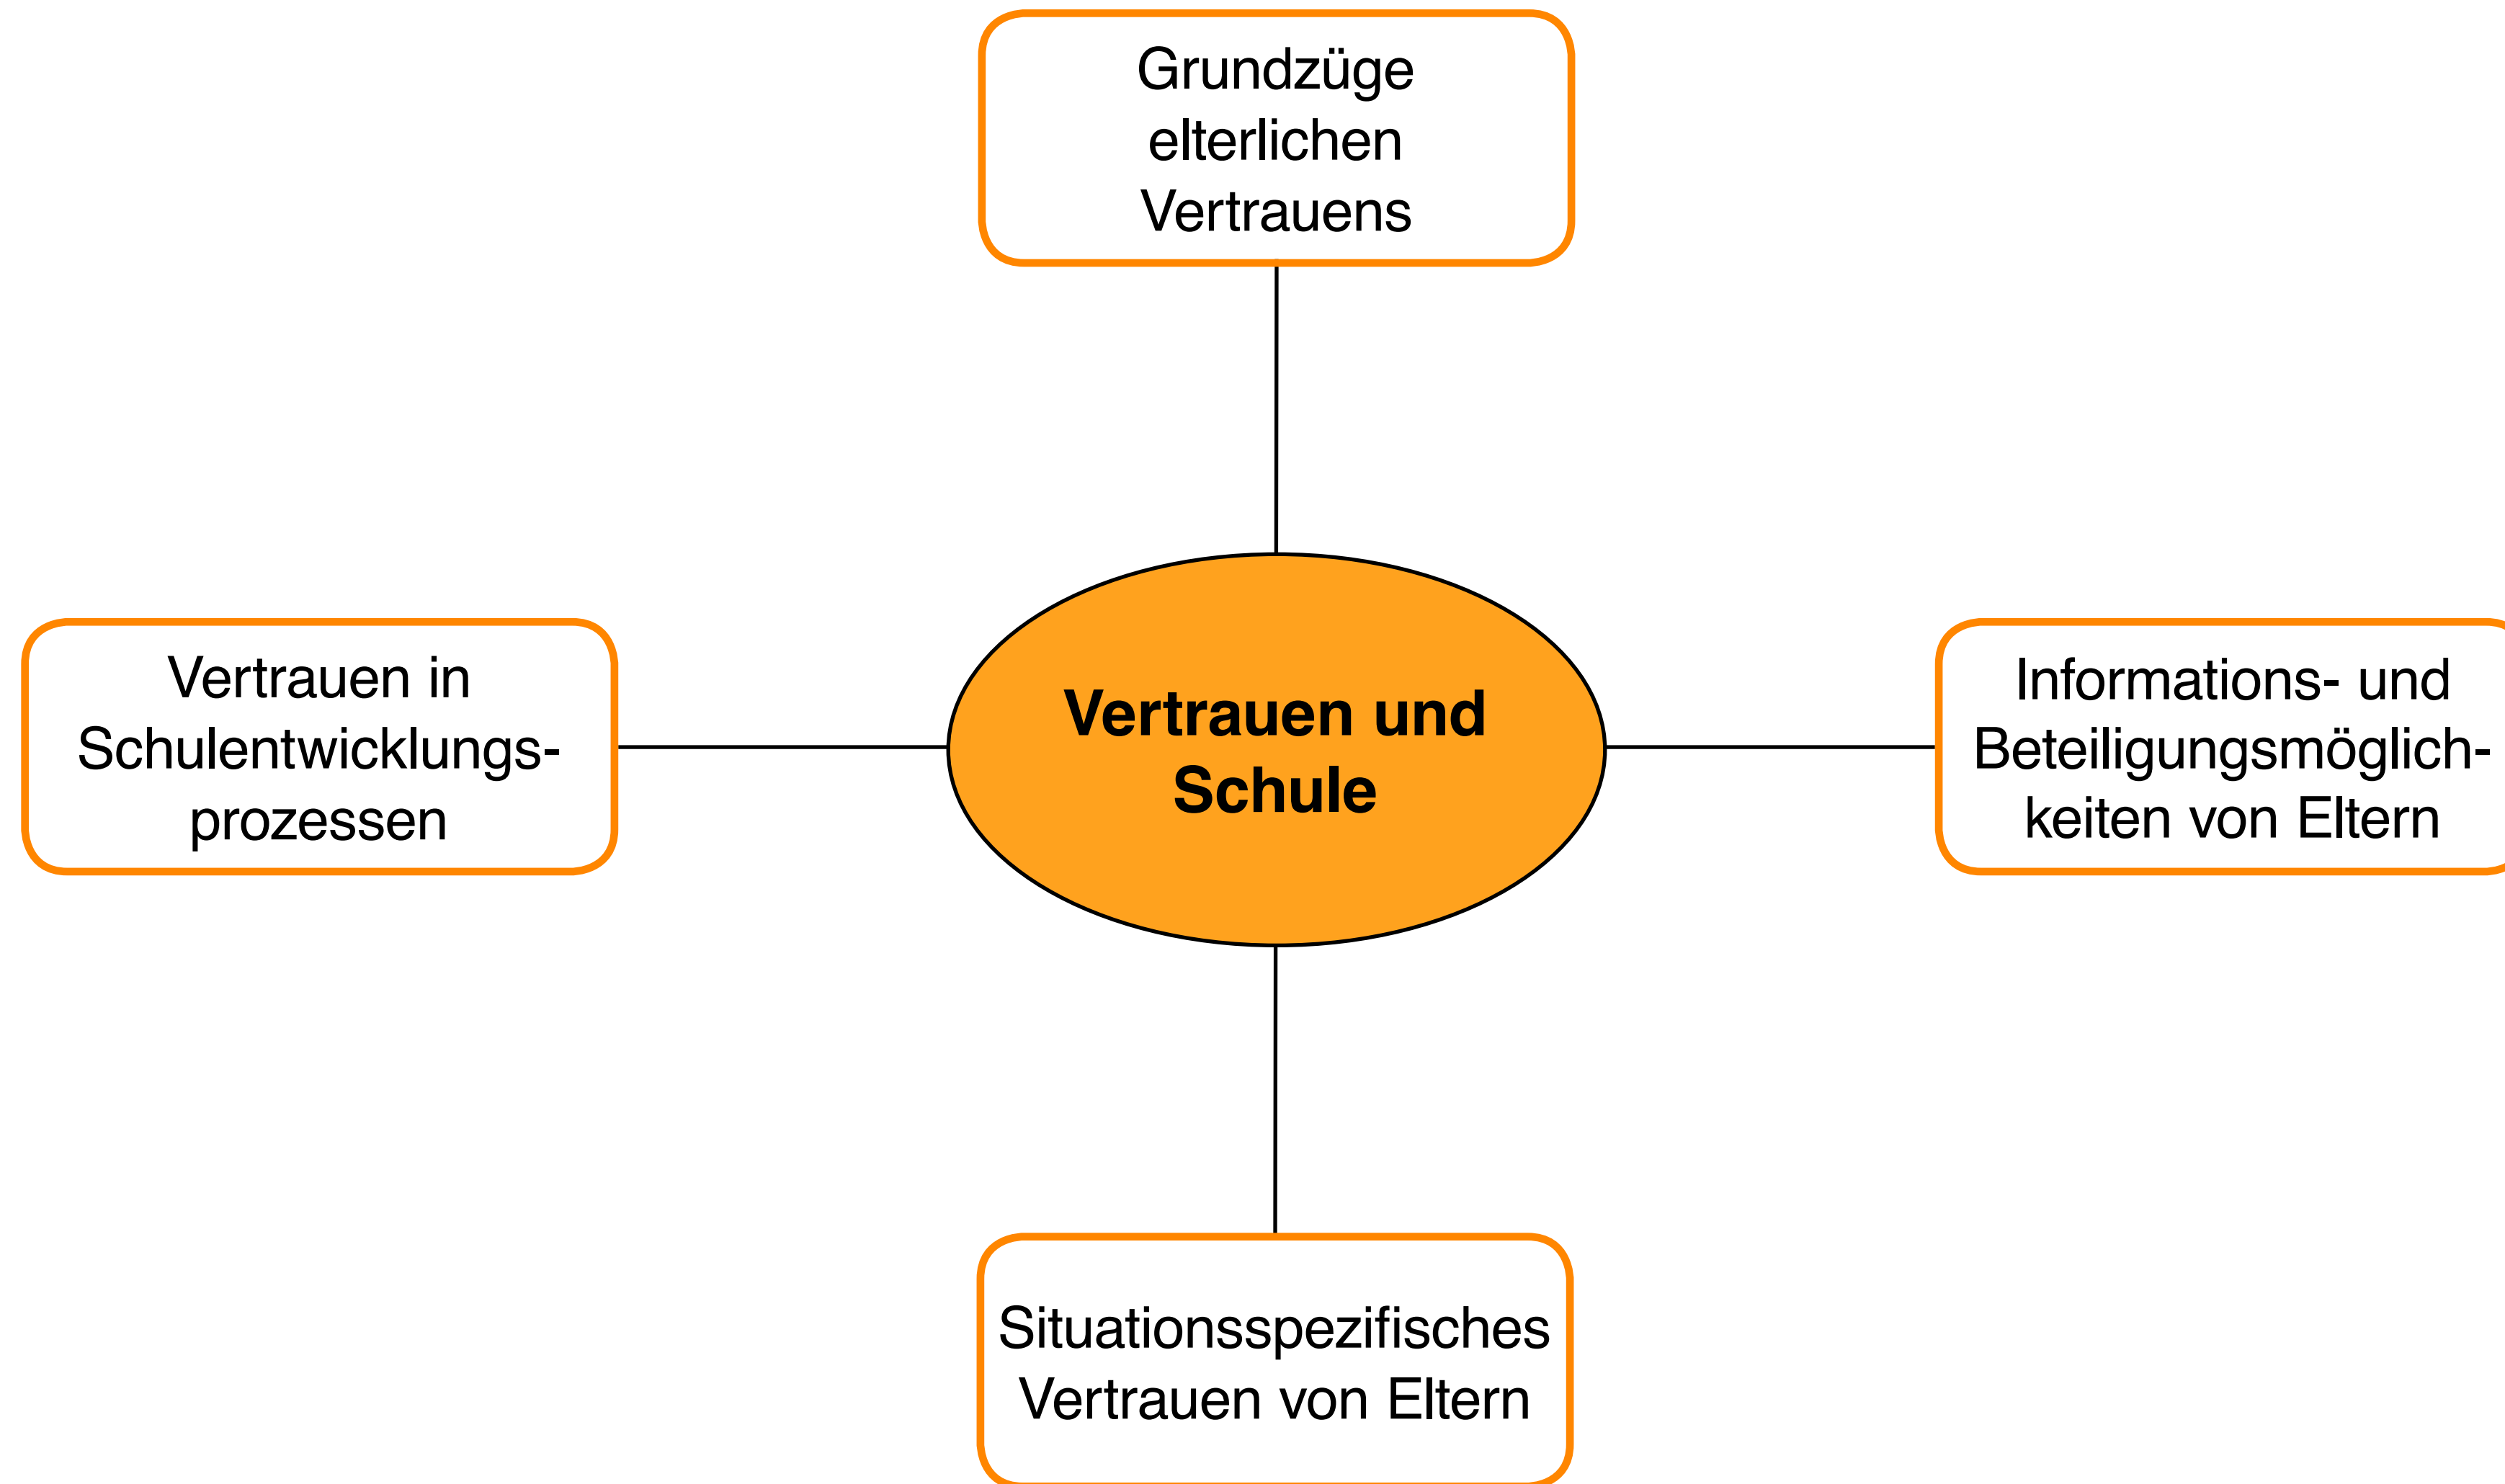 Grundzüge
elterlichen
Vertrauens
Vertrauen in
Schulentwicklungs-
prozessen
Vertrauen und
Schule
Informations- und
Beteiligungsmöglich-
keiten von Eltern
Situationsspezifisches
Vertrauen von Eltern